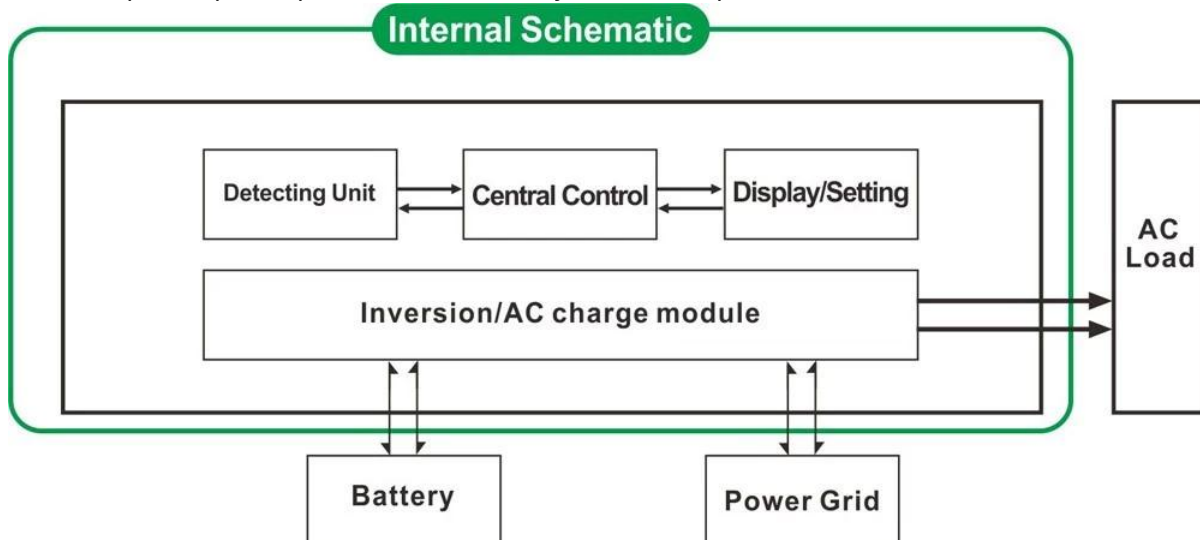 Internal Schematic
Detecting Unit
Central Control
Display/Setting
AC
Load
Inversion/AC charge module
Battery
Power Grid